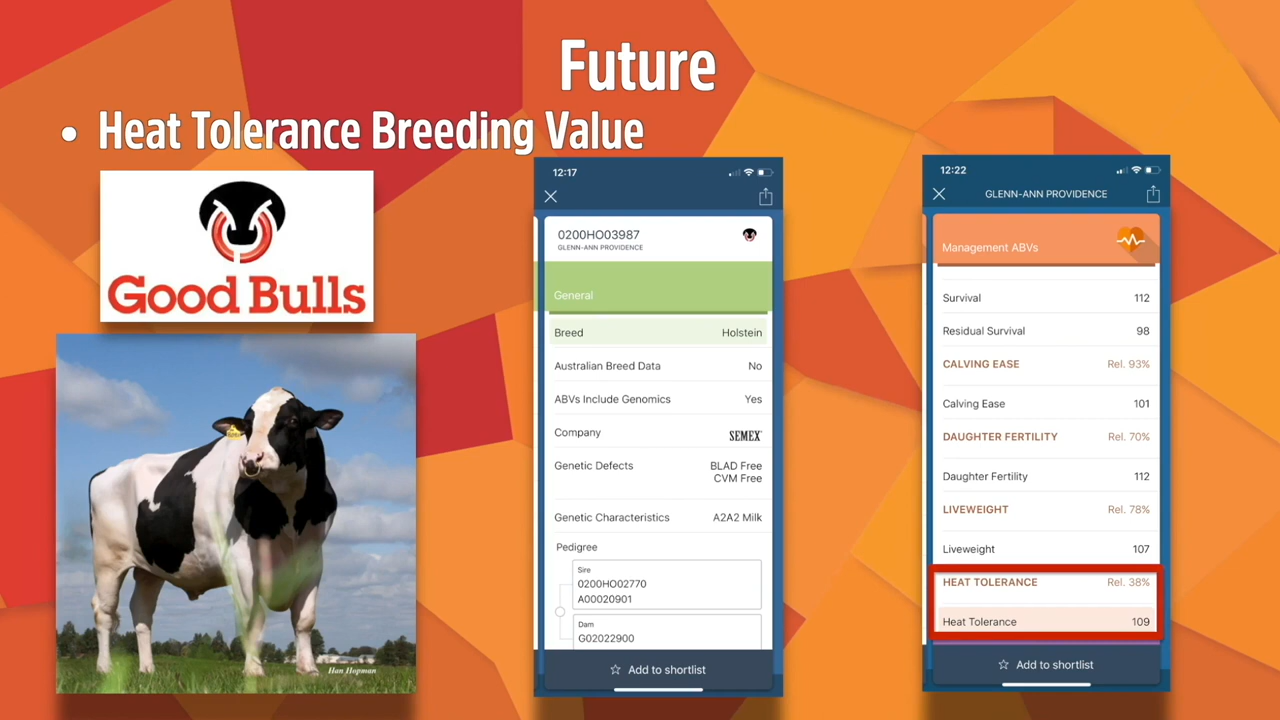 Future
• Heat Tolerance Breeding Value
Good Bulls
Han Hopman
12:17
0200HO03987
GLENN-ANN PROVIDENCE
General
Breed Holstein
Australian Breed Data No
ABVs Include Genomics Yes
Company SEMEX
Genetic Defects BLAD Free
CVM Free
Genetic Characteristics A2A2 Milk
Pedigree
Sire
0200HO02770
A00020901
Dam
G02022900
Add to shortlist
12:22
GLENN-ANN PROVIDENCE
Management ABVs
Survival 112
Residual Survival 98
CALVING EASE Rel. 93%
Calving Ease 101
DAUGHTER FERTILITY Rel. 70%
Daughter Fertility 112
LIVEWEIGHT Rel. 78%
Liveweight 107
HEAT TOLERANCE Rel. 38%
Heat Tolerance 109
Add to shortlist